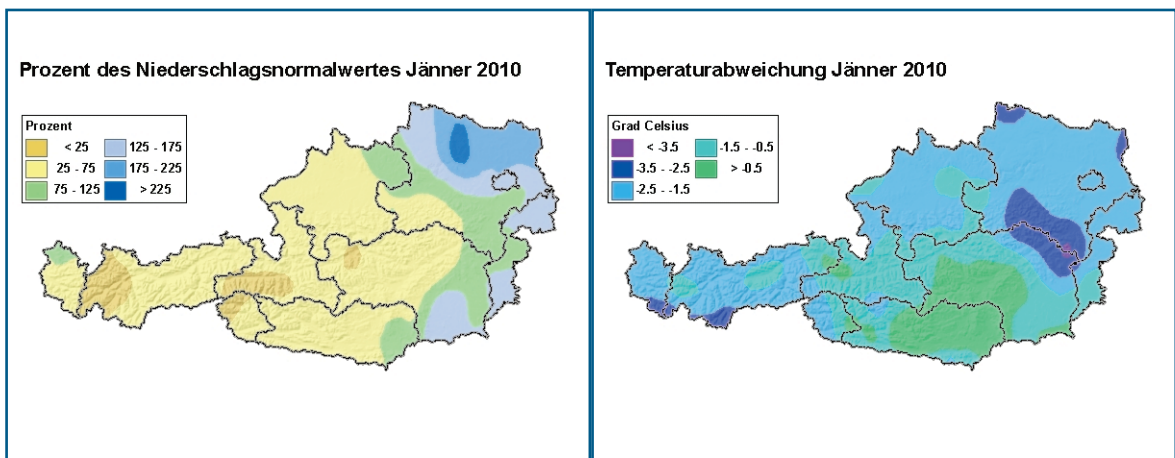 Prozent des Niederschlagsnormalwertes Jänner 2010
Prozent
< 25
125 - 175
25 - 75
175 - 225
75 - 125
> 225
Temperaturabweichung Jänner 2010
Grad Celsius
< -3.5
-1.5 - -0.5
-3.5 - -2.5
> -0.5
-2.5 - -1.5